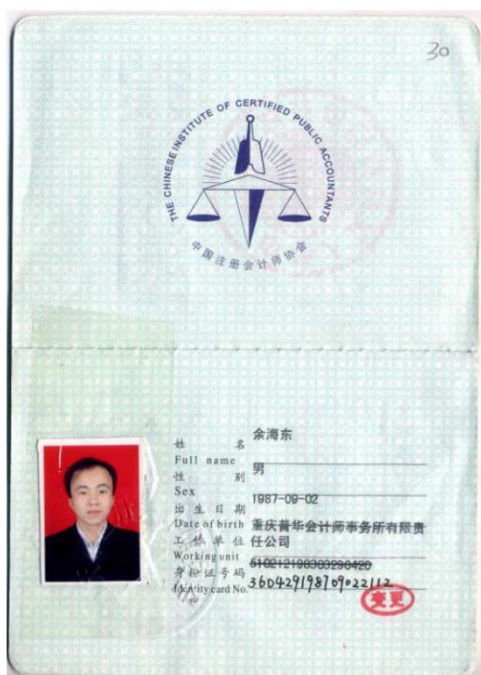 30
THE CHINESE INSTITUTE OF CERTIFIED PUBLIC ACCOUNTANTS
中国注册会计师协会
姓 名
余海东
Full name
性 别
男
Sex
出生日期
1987-09-02
Date of birth
工作单位
重庆普华会计师事务所有限责
任公司
Working unit
身份证号码
510212198303290420
Identity card No.
360429198709022112
变更